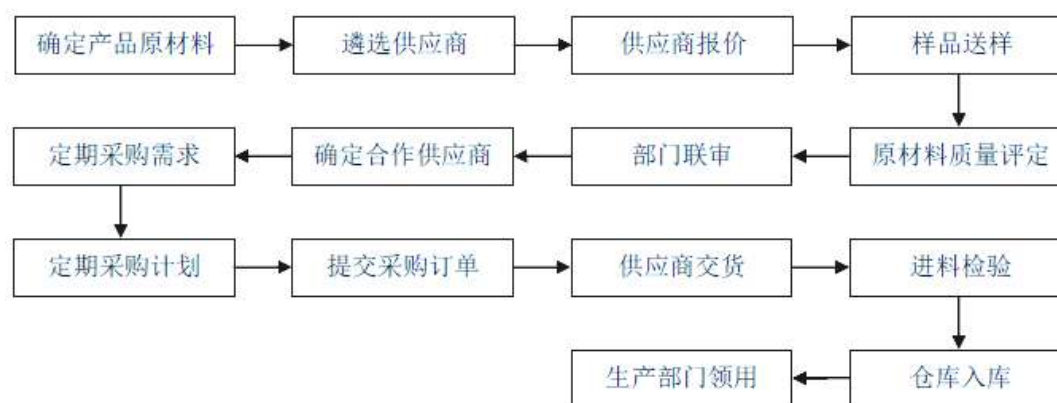 确定产品原材料
遴选供应商
供应商报价
样品送样
原材料质量评定
部门联审
确定合作供应商
定期采购需求
定期采购计划
提交采购订单
供应商交货
进料检验
仓库入库
生产部门领用